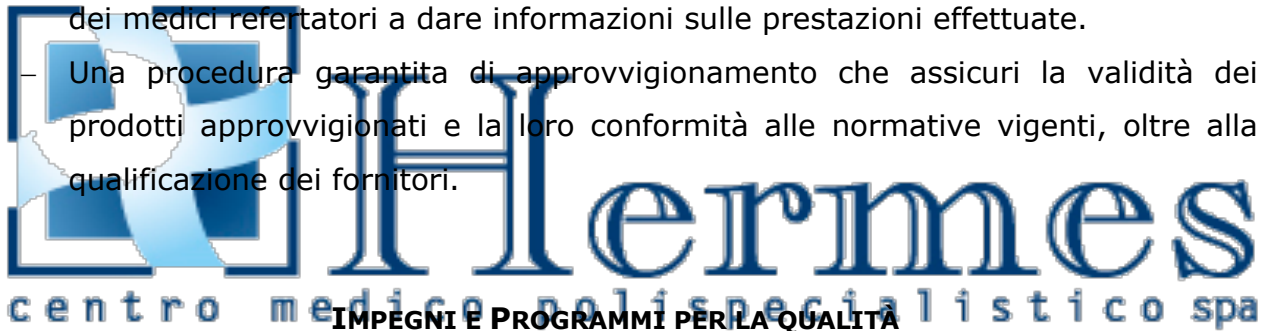 dei medici refertatori a dare informazioni sulle prestazioni effettuate.
– Una procedura garantita di approvvigionamento che assicuri la validità dei
prodotti approvvigionati e la loro conformità alle normative vigenti, oltre alla
qualificazione dei fornitori.
Hermes
centro medico polispecialistico spa
IMPEGNI E PROGRAMMI PER LA QUALITÀ